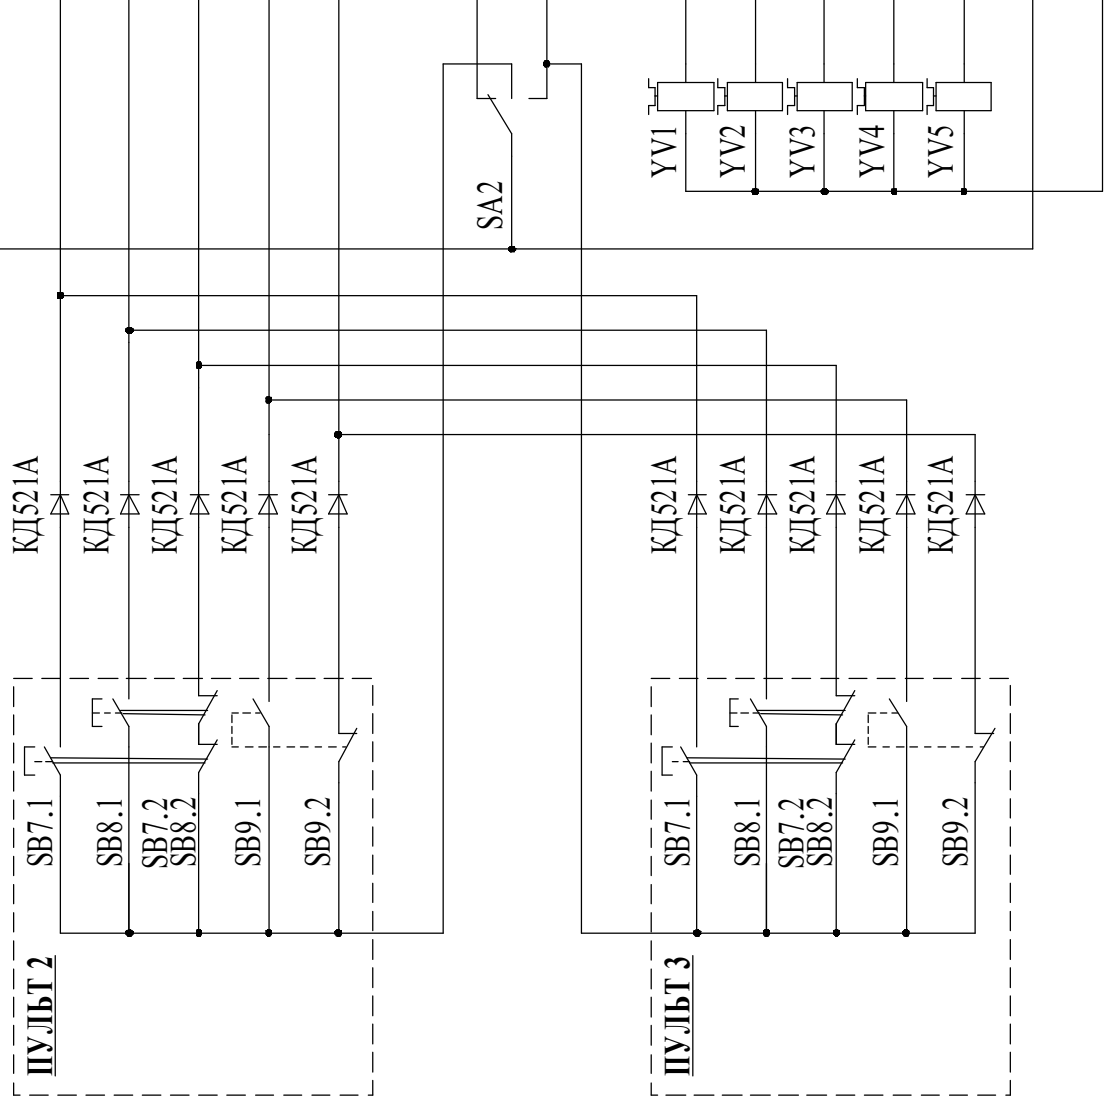 YV1
YV2
YV3
YV4
YV5
SA2
КД521А
КД521А
КД521А
КД521А
КД521А
КД521А
КД521А
КД521А
КД521А
КД521А
SB7.1
SB8.1
SB7.2
SB8.2
SB9.1
SB9.2
SB7.1
SB8.1
SB7.2
SB8.2
SB9.1
SB9.2
ПУЛЬТ 2
ПУЛЬТ 3